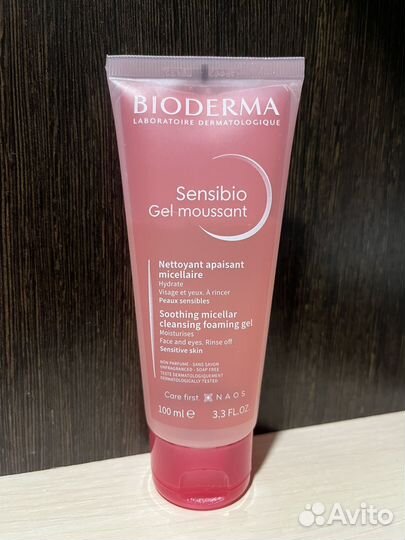 BIODERMA
LABORATOIRE DERMATOLOGIQUE
Sensibio
Gel moussant
Nettoyant apaisant
micellaire
Hydrate
Visage et yeux. À rincer
Peaux sensibles
Soothing micellar
cleansing foaming gel
Moisturises
Face and eyes. Rinse off
Sensitive skin
NON PARFUMÉ - SANS SAVON
UNFRAGRANCED - SOAP FREE
TESTÉ DERMATOLOGIQUEMENT
DERMATOLOGICALLY TESTED
Care first NAOS
100 ml e 3.3 FL.OZ.
Avito